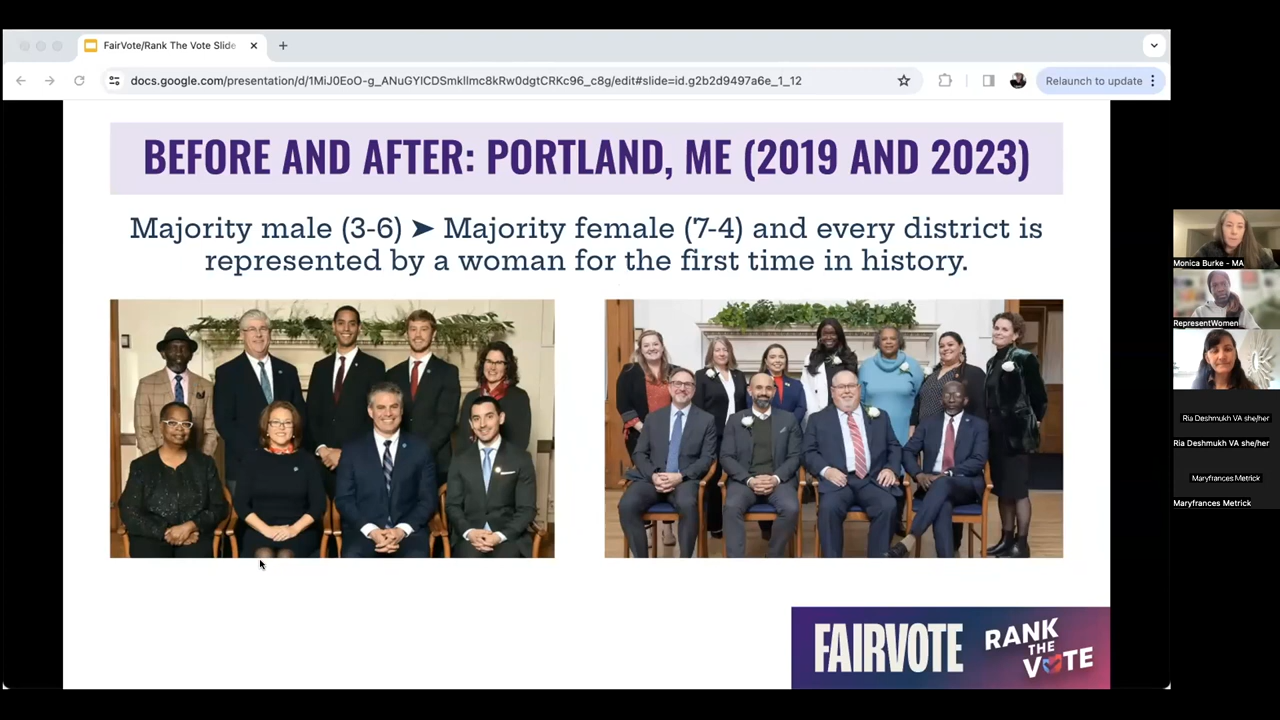 FairVote/Rank The Vote Slide
docs.google.com/presentation/d/1MiJ0EoO-g_ANuGYlCDSmkllmc8kRw0dgtCRKc96_c8g/edit#slide=id.g2b2d9497a6e_1_12
Relaunch to update
BEFORE AND AFTER: PORTLAND, ME (2019 AND 2023)
Majority male (3-6) ➤ Majority female (7-4) and every district is
represented by a woman for the first time in history.
FAIRVOTE
RANK
THE
VOTE
Monica Burke - MA
RepresentWomen
Ria Deshmukh VA she/her
Ria Deshmukh VA she/her
Maryfrances Metrick
Maryfrances Metrick